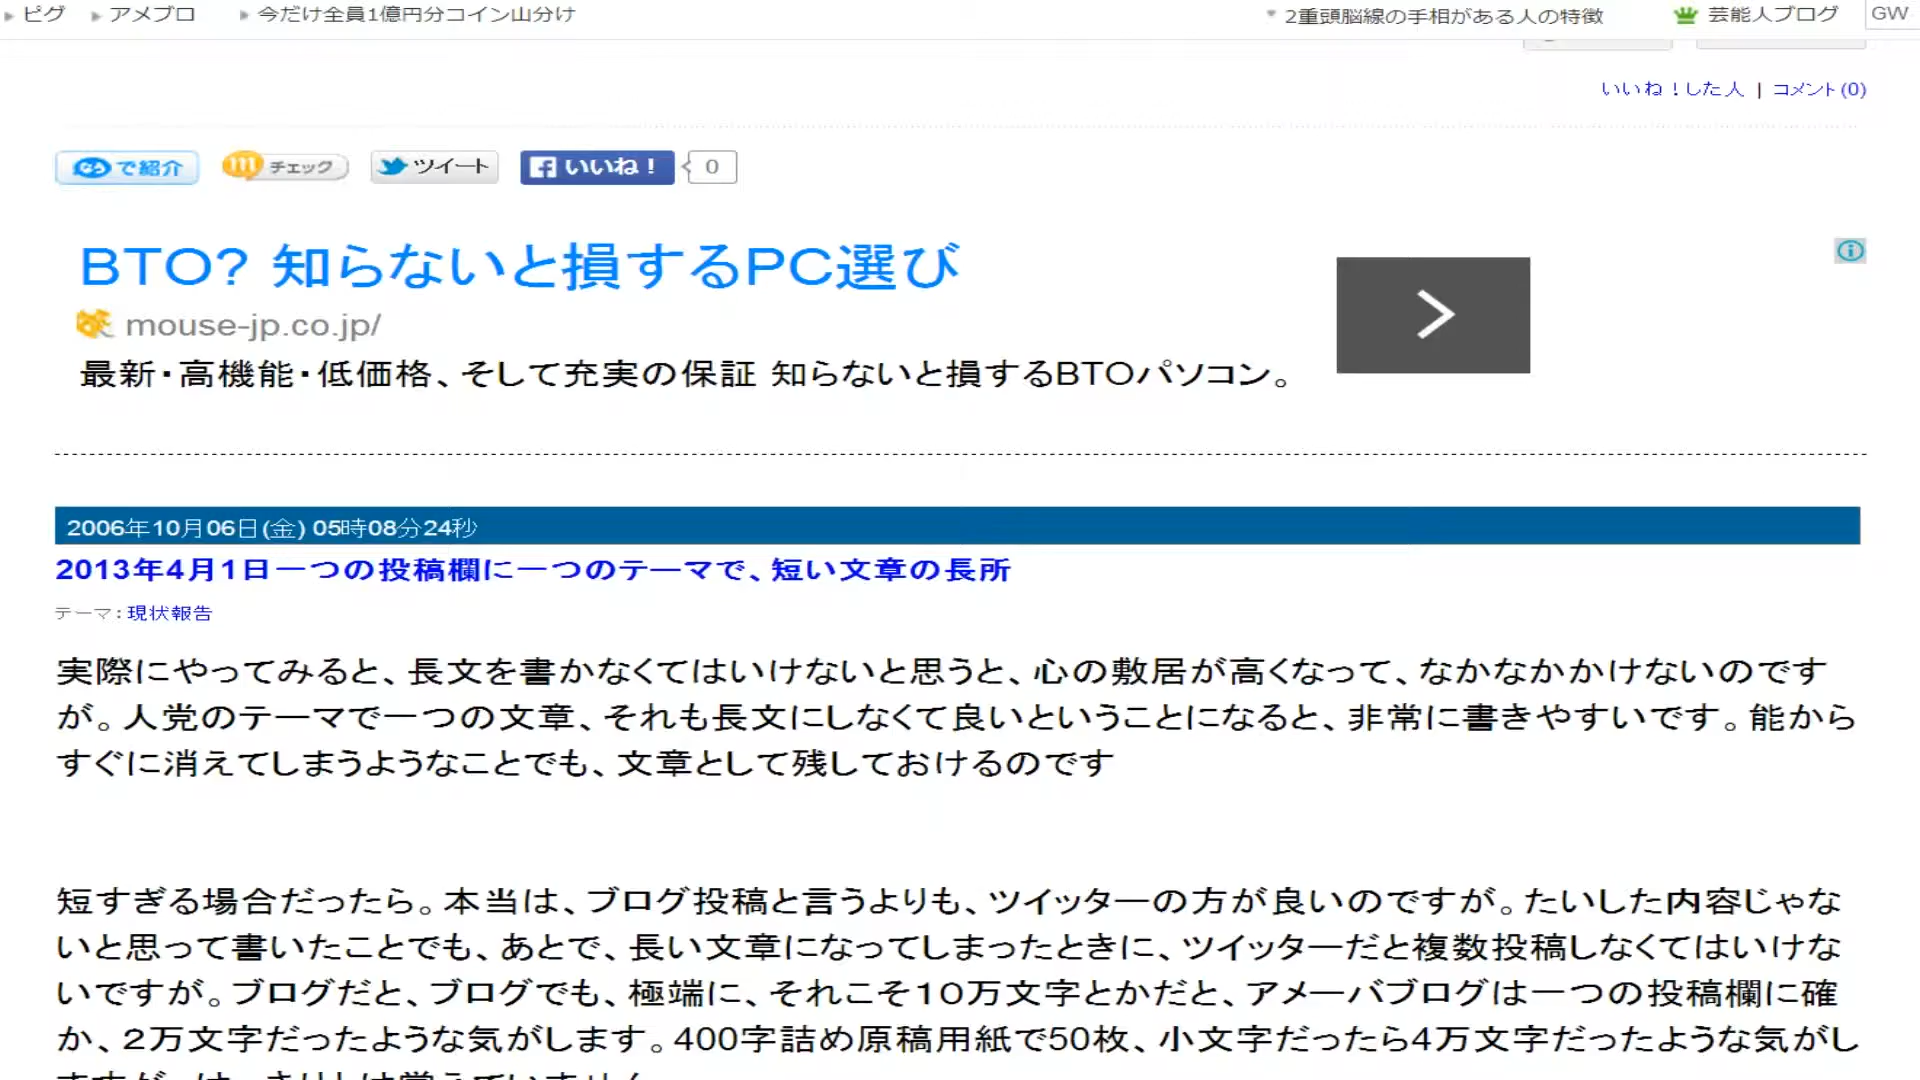 ピグ アメブロ 今だけ全員1億円分コイン山分け 2重頭脳線の手相がある人の特徴 芸能人ブログ GW
いいね!した人 | コメント(0)
で紹介 チェック ツイート いいね! 0
BTO? 知らないと損するPC選び
mouse-jp.co.jp/
最新・高機能・低価格、そして充実の保証 知らないと損するBTOパソコン。
2006年10月06日(金) 05時08分24秒
2013年4月1日一つの投稿欄に一つのテーマで、短い文章の長所
テーマ:現状報告
実際にやってみると、長文を書かなくてはいけないと思うと、心の敷居が高くなって、なかなかかけないのです
が。人党のテーマで一つの文章、それも長文にしなくて良いということになると、非常に書きやすいです。能から
すぐに消えてしまうようなことでも、文章として残しておけるのです
短すぎる場合だったら。本当は、ブログ投稿と言うよりも、ツイッターの方が良いのですが。たいした内容じゃな
いと思って書いたことでも、あとで、長い文章になってしまったときに、ツイッターだと複数投稿しなくてはいけな
いですが。ブログだと、ブログでも、極端に、それこそ10万文字とかだと、アメーバブログは一つの投稿欄に確
か、2万文字だったような気がします。400字詰め原稿用紙で50枚、小文字だったら4万文字だったような気がし